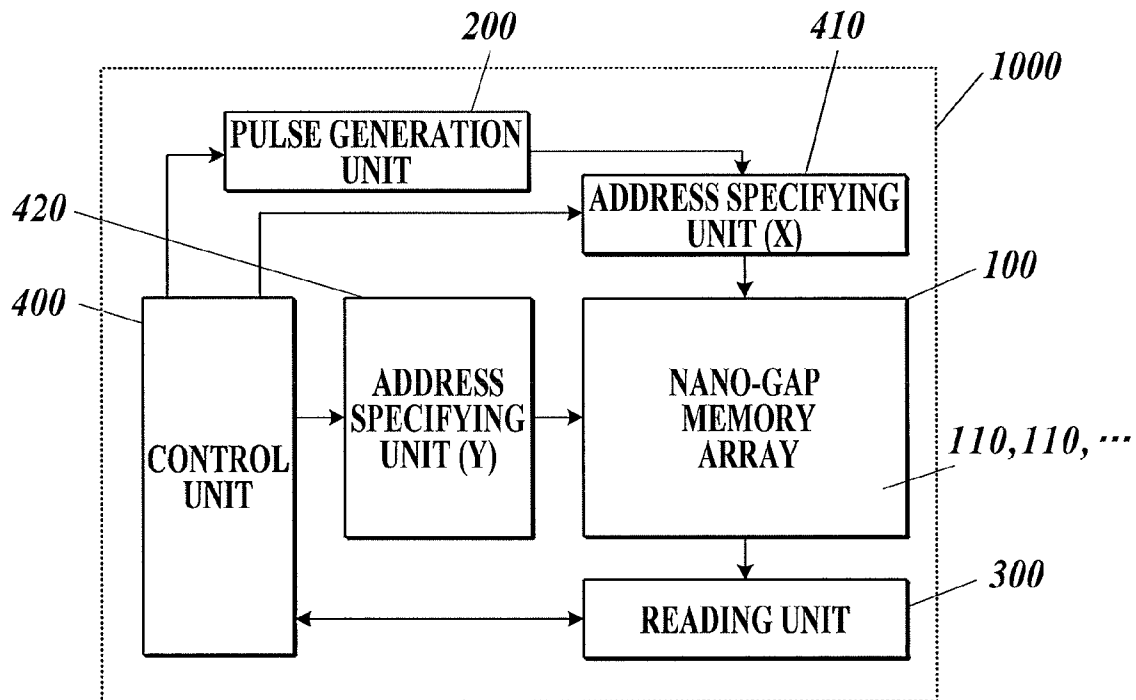 200
410
1000
PULSE GENERATION
UNIT
420
ADDRESS SPECIFYING
UNIT (X)
100
400
ADDRESS
SPECIFYING
UNIT (Y)
NANO-GAP
MEMORY
ARRAY
110, 110, ···
CONTROL
UNIT
300
READING UNIT